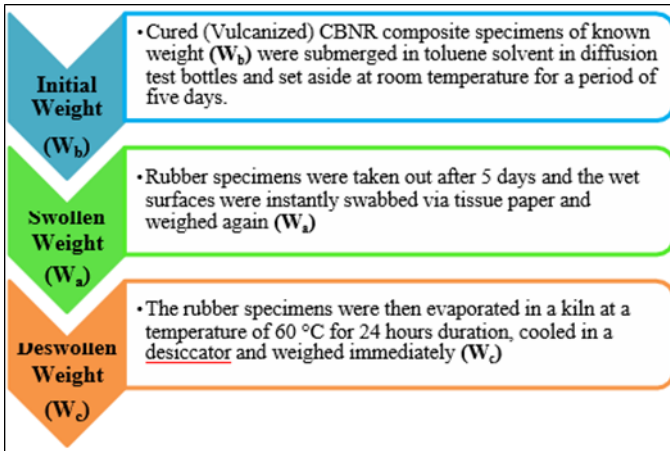 Initial
Weight
(Wb)
•Cured (Vulcanized) CBNR composite specimens of known
weight (Wb) were submerged in toluene solvent in diffusion
test bottles and set aside at room temperature for a period of
five days.
Swollen
Weight
(Wa)
•Rubber specimens were taken out after 5 days and the wet
surfaces were instantly swabbed via tissue paper and
weighed again (Wa)
Deswollen
Weight
(Wc)
•The rubber specimens were then evaporated in a kiln at a
temperature of 60 °C for 24 hours duration, cooled in a
desiccator and weighed immediately (Wc)